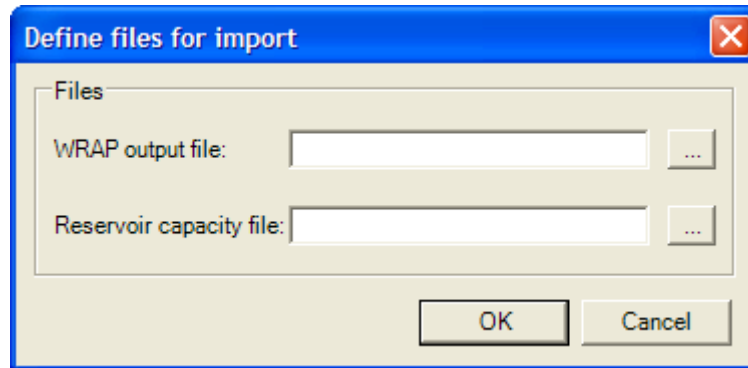 Define files for import
Files
WRAP output file:
...
Reservoir capacity file:
...
OK
Cancel